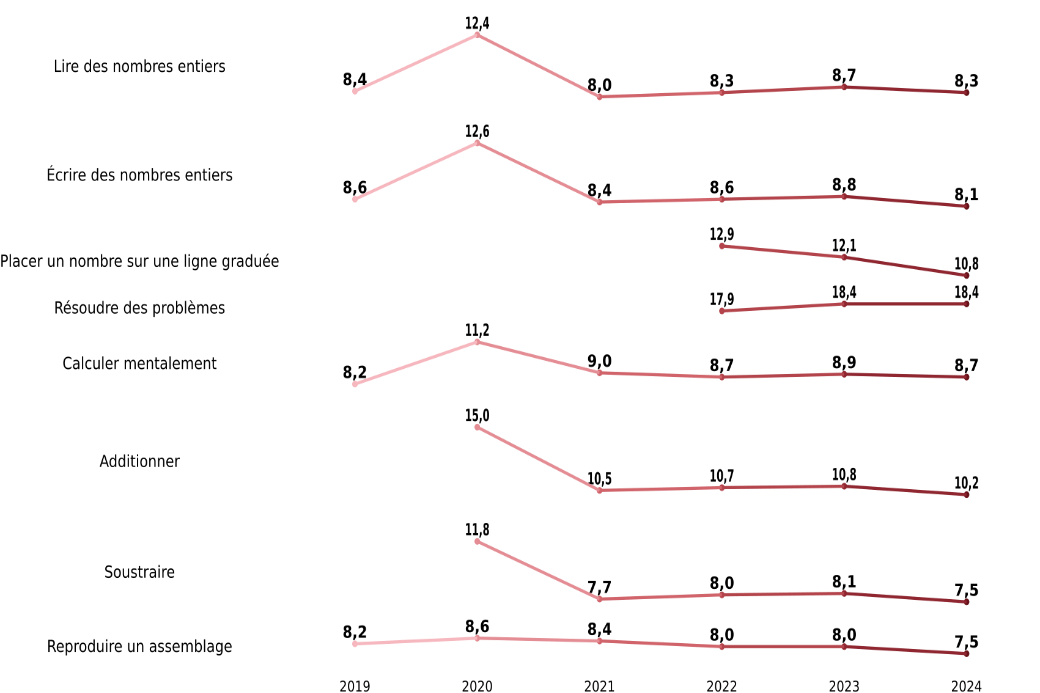 Lire des nombres entiers 8,4 12,4 8,0 8,3 8,7 8,3
Écrire des nombres entiers 8,6 12,6 8,4 8,6 8,8 8,1
Placer un nombre sur une ligne graduée 12,9 12,1 10,8
Résoudre des problèmes 17,9 18,4 18,4
Calculer mentalement 8,2 11,2 9,0 8,7 8,9 8,7
Additionner 15,0 10,5 10,7 10,8 10,2
Soustraire 11,8 7,7 8,0 8,1 7,5
Reproduire un assemblage 8,2 8,6 8,4 8,0 8,0 7,5
2019 2020 2021 2022 2023 2024